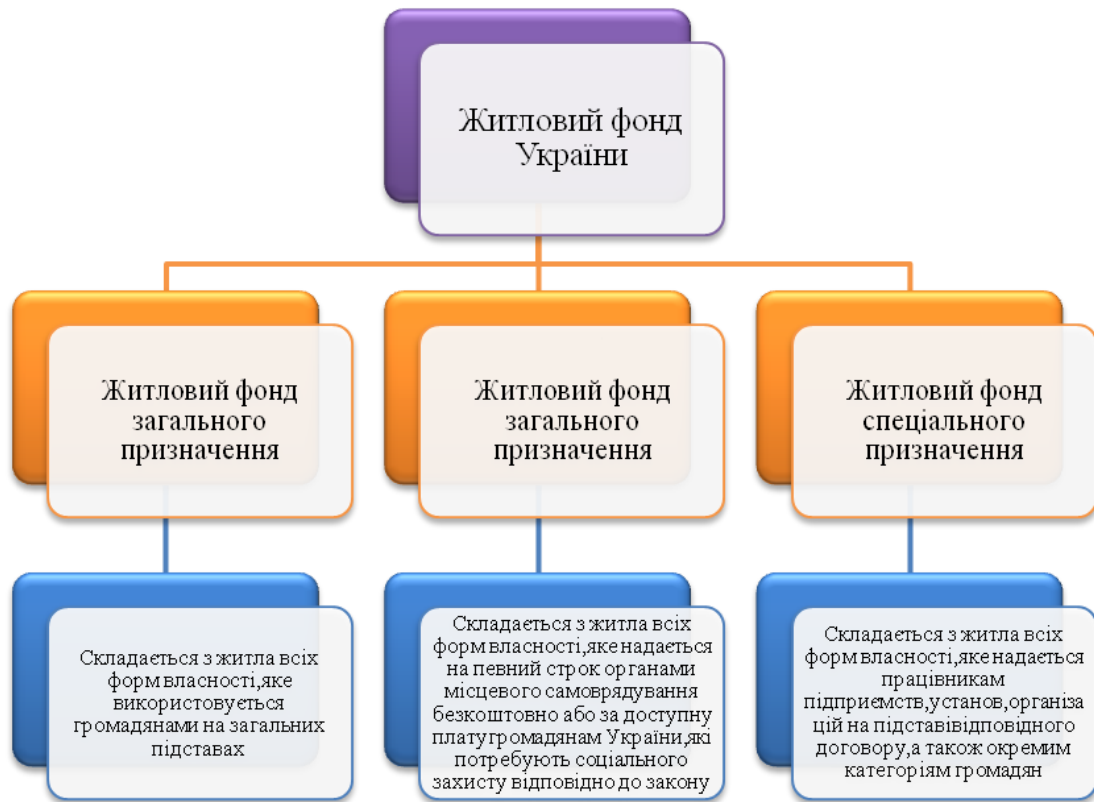 Житловий фонд
України
Житловий фонд
загального
призначення
Житловий фонд
загального
призначення
Житловий фонд
спеціального
призначення
Складається з житла всіх
форм власності,яке
використовується
громадянами на загальних
підставах
Складається з житла всіх
форм власності,яке надається
на певний строк органами
місцевого самоврядування
безкоштовно або за доступну
платугромадянам України,які
потребують соціального
захисту відповідно до закону
Складається з житла всіх
форм власності,яке надається
працівникам
підприємств,установ,організа
цій на підставівідповідного
договору,а також окремим
категоріям громадян